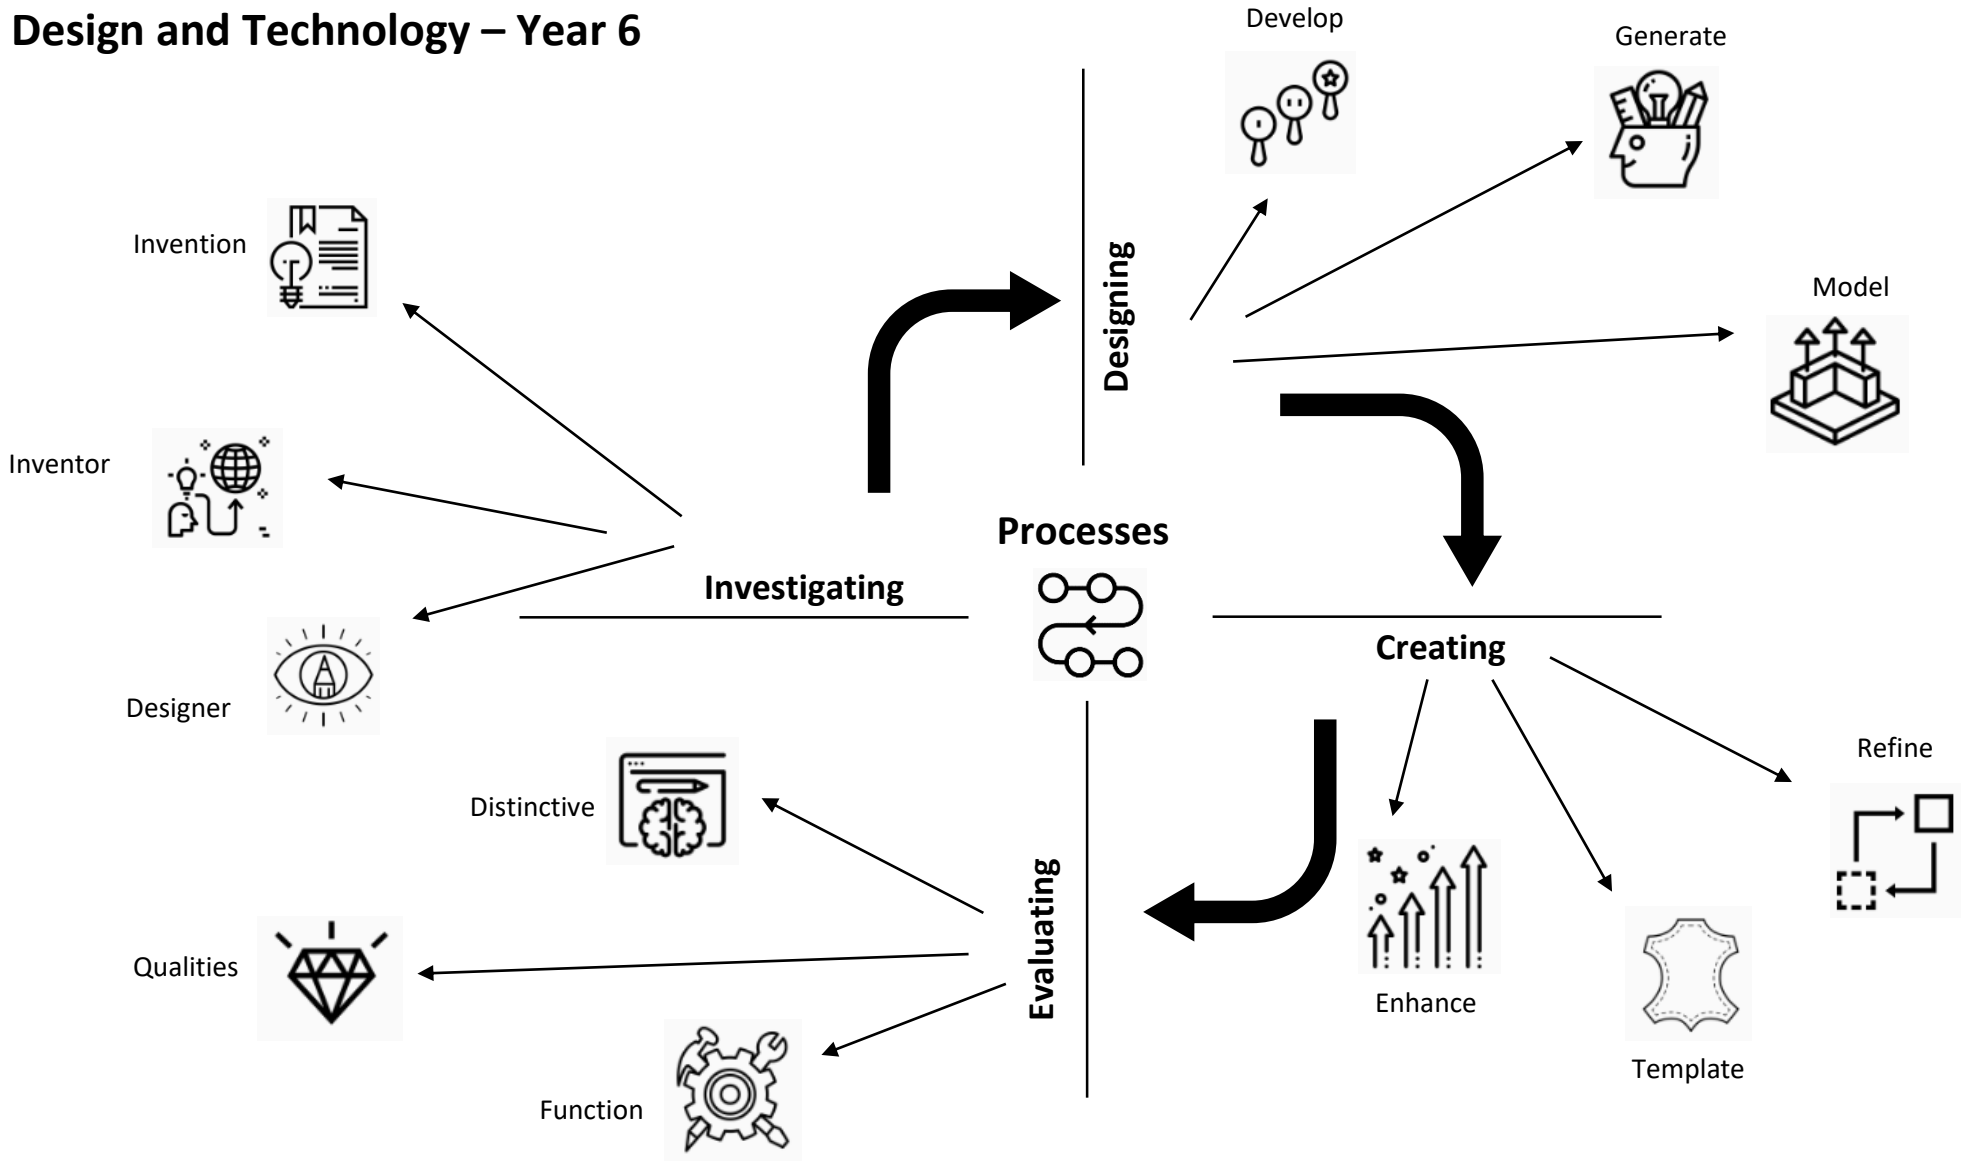 Design and Technology – Year 6
Develop
Generate
Invention
Designing
Model
Inventor
Processes
Investigating
Creating
Designer
Refine
Distinctive
Evaluating
Qualities
Enhance
Template
Function